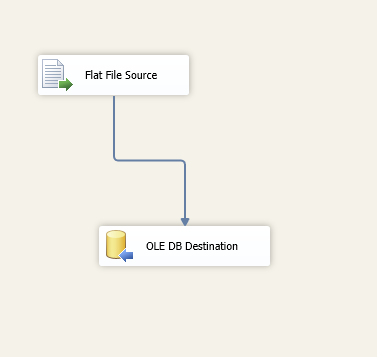 Flat File Source
OLE DB Destination